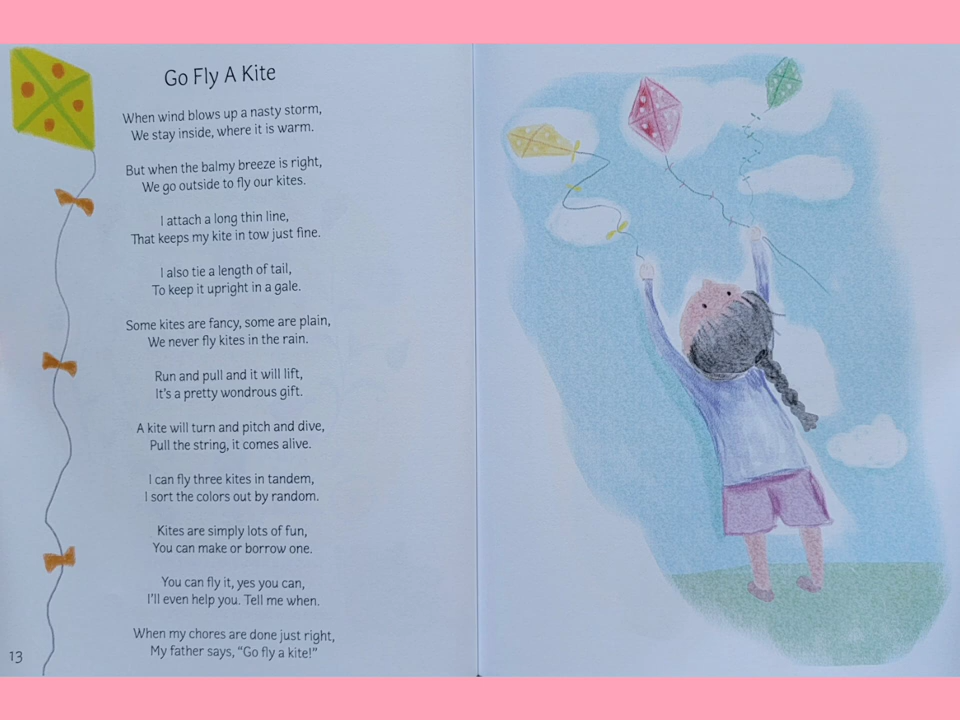 Go Fly A Kite
When wind blows up a nasty storm,
We stay inside, where it is warm.
But when the balmy breeze is right,
We go outside to fly our kites.
I attach a long thin line,
That keeps my kite in tow just fine.
I also tie a length of tail,
To keep it upright in a gale.
Some kites are fancy, some are plain,
We never fly kites in the rain.
Run and pull and it will lift,
It's a pretty wondrous gift.
A kite will turn and pitch and dive,
Pull the string, it comes alive.
I can fly three kites in tandem,
I sort the colors out by random.
Kites are simply lots of fun,
You can make or borrow one.
You can fly it, yes you can,
I'll even help you. Tell me when.
When my chores are done just right,
My father says, “Go fly a kite!”
13